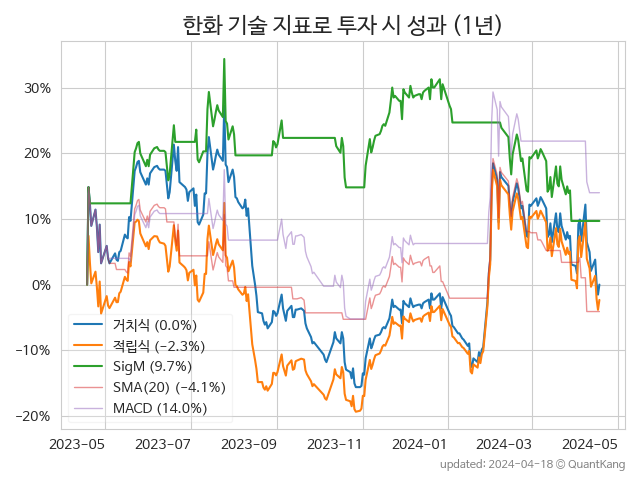 한화 기술 지표로 투자 시 성과 (1년)
30%
20%
10%
0%
−10%
−20%
거치식 (0.0%)
적립식 (−2.3%)
SigM (9.7%)
SMA(20) (−4.1%)
MACD (14.0%)
2023-05
2023-07
2023-09
2023-11
2024-01
2024-03
2024-05
updated: 2024-04-18 © QuantKang